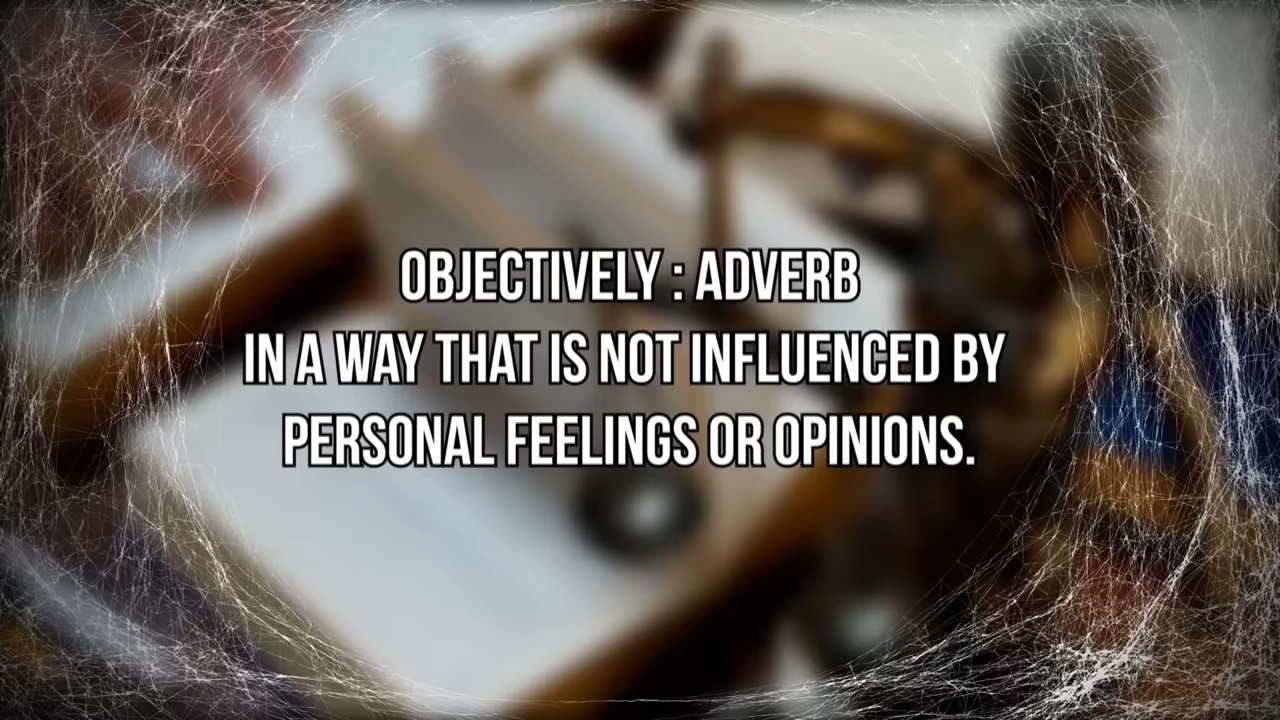 OBJECTIVELY : ADVERB
IN A WAY THAT IS NOT INFLUENCED BY
PERSONAL FEELINGS OR OPINIONS.